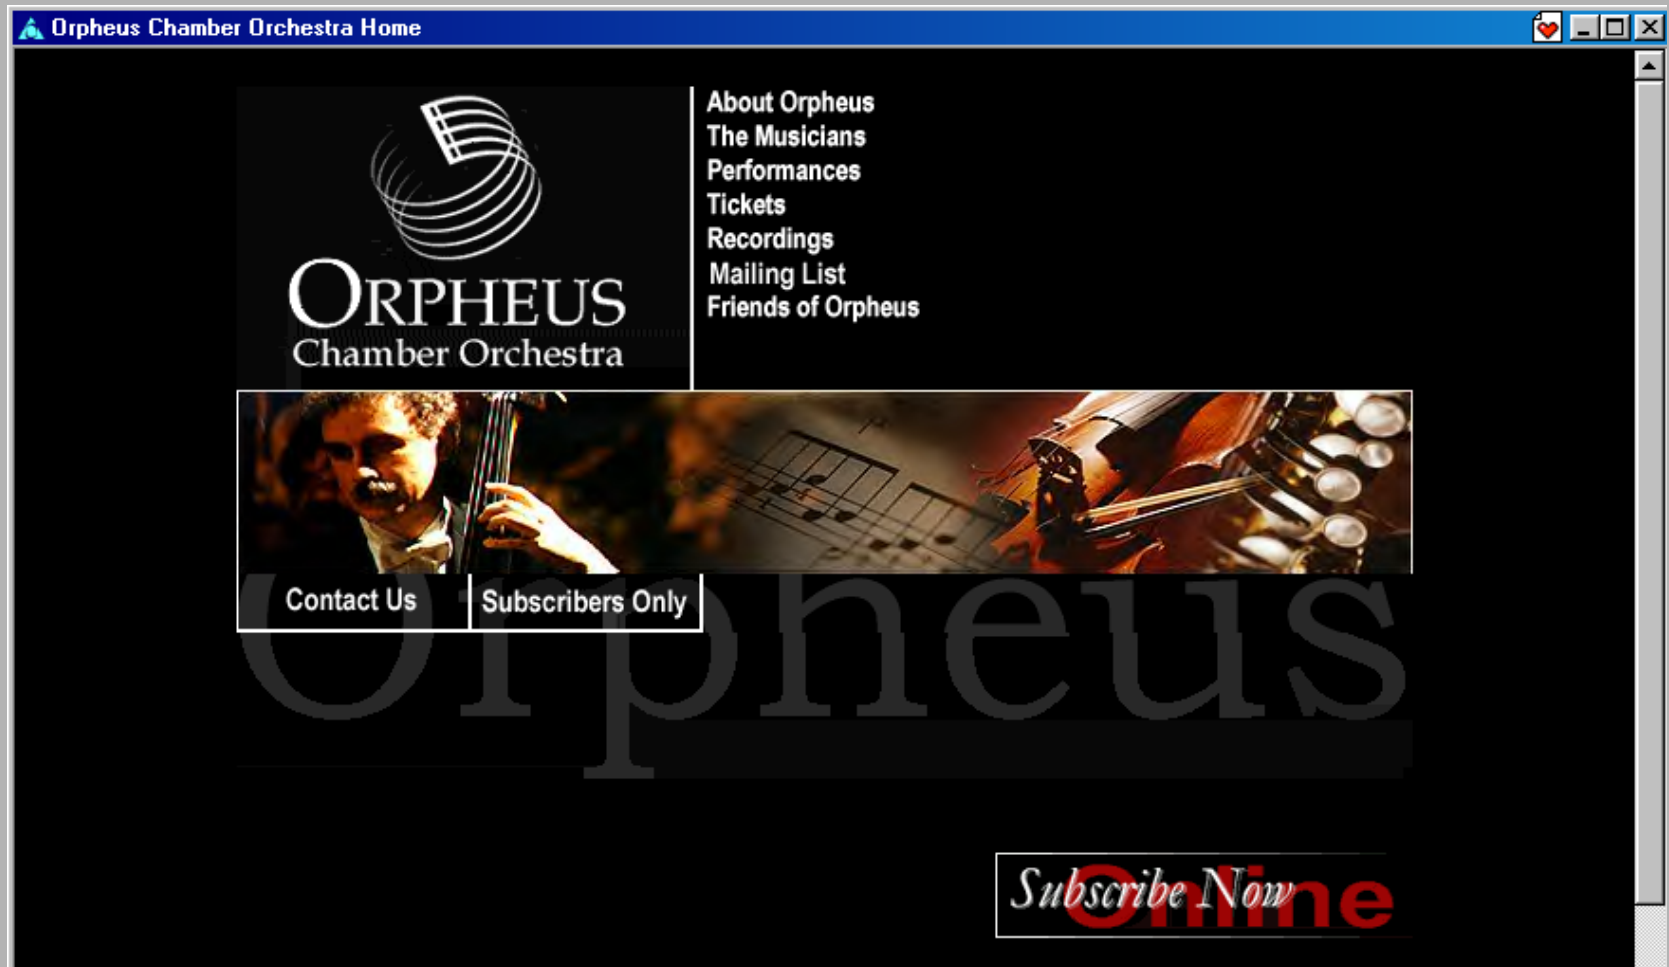 Orpheus Chamber Orchestra Home
ORPHEUS
Chamber Orchestra
About Orpheus
The Musicians
Performances
Tickets
Recordings
Mailing List
Friends of Orpheus
Contact Us
Subscribers Only
Orpheus
Subscribe Now
Online